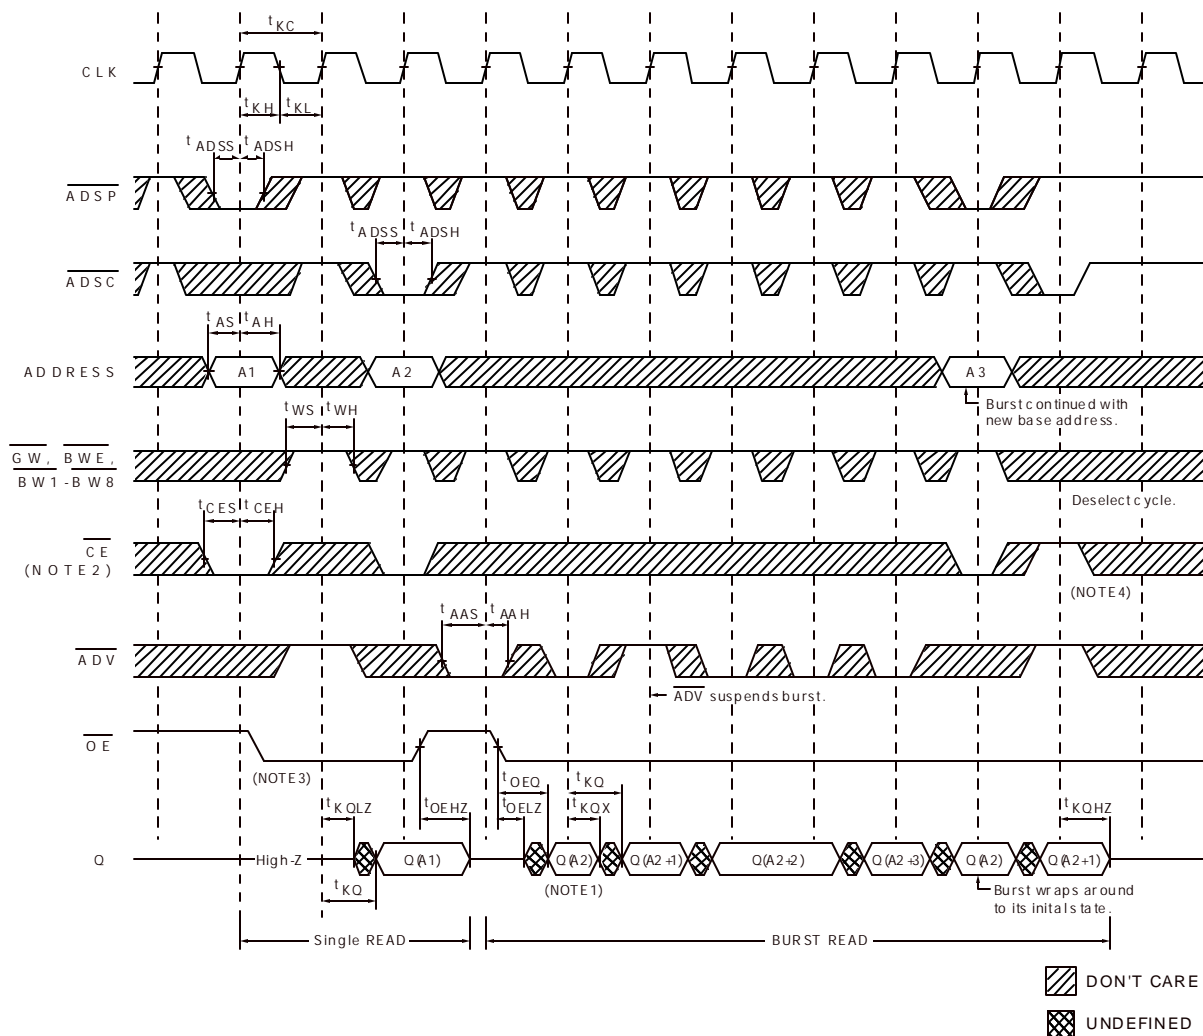 tKC
CLK
tKH tKL
tADSS tADSH
ADSP
tADSS tADSH
ADSC
tAS tAH
ADDRESS A1 A2 A3
Burst continued with
new base address.
tWS tWH
GW, BWE,
BW1-BW8
Deselect cycle.
tCES tCEH
CE
(NOTE2)
(NOTE4)
tAAS tAAH
ADV
ADV suspends burst.
OE
(NOTE3)
tOEQ tKQ
tKQLZ tOEHZ tOELZ tKQX tKQHZ
Q High-Z Q(A1) Q(A2) Q(A2+1) Q(A2+2) Q(A2+3) Q(A2) Q(A2+1)
(NOTE1)
tKQ
Burst wraps around
to its inital state.
Single READ BURST READ
DON'T CARE
UNDEFINED